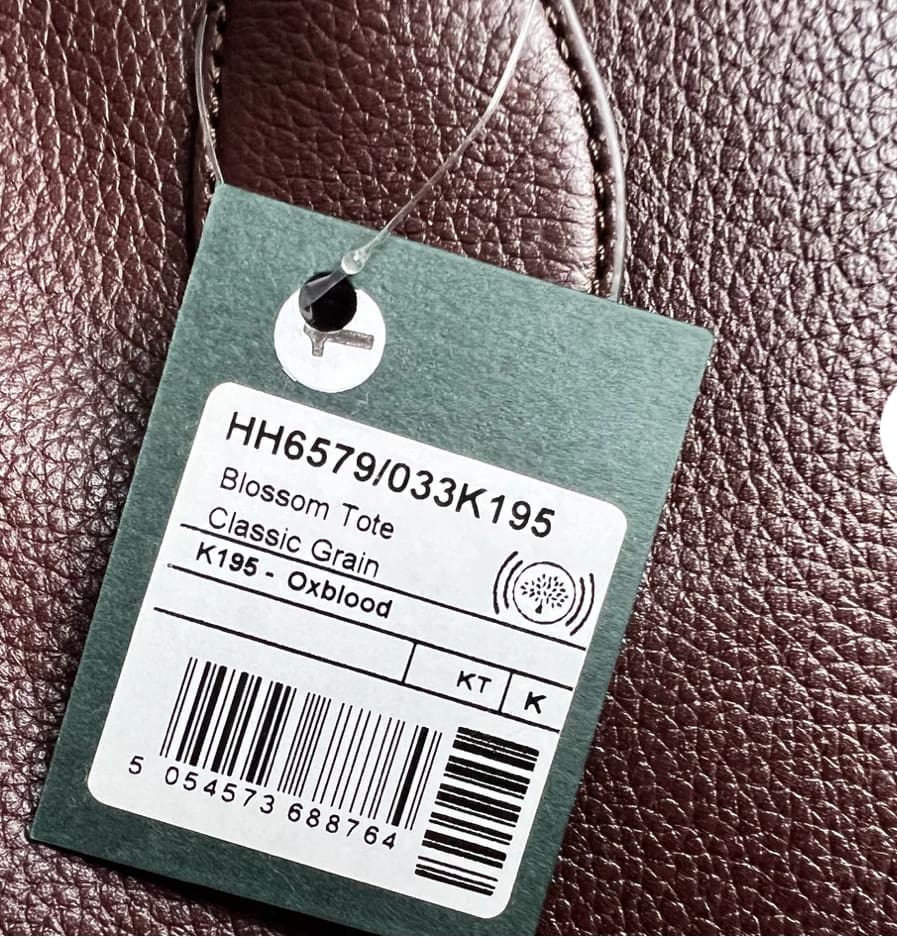 HH6579/033K195
Blossom Tote
Classic Grain
K195 - Oxblood
KT K
5 054573 688764